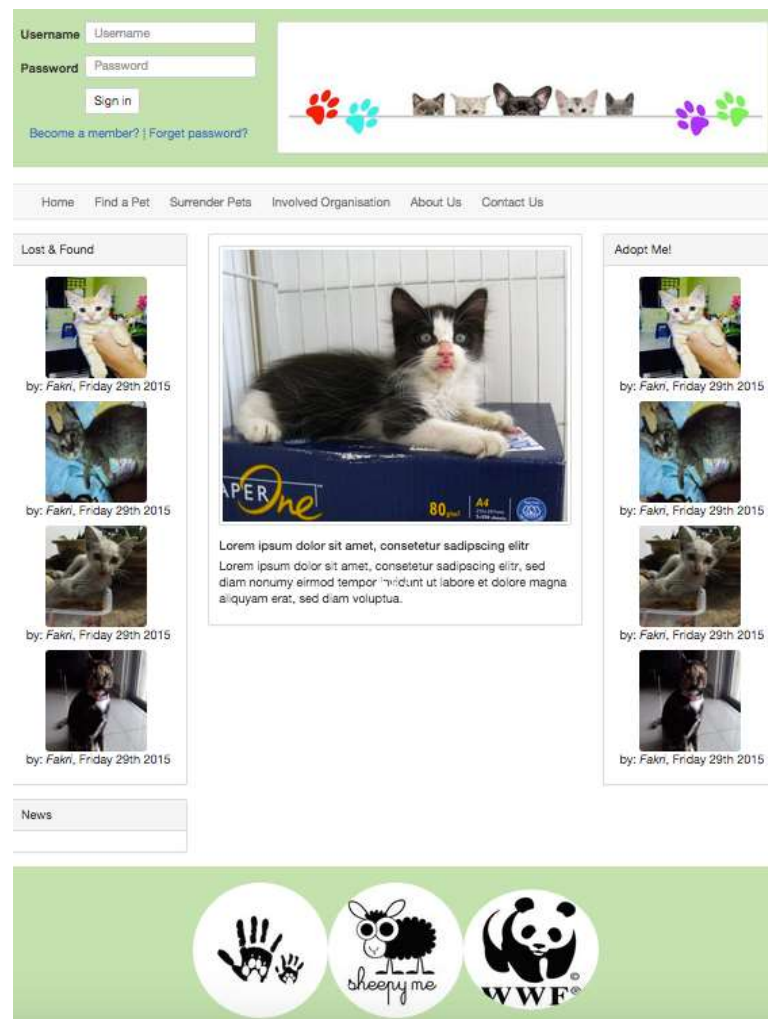 Username Username
Password Password
Sign in
Become a member? | Forget password?
Home Find a Pet Surrender Pets Involved Organisation About Us Contact Us
Lost & Found
by: Fakri, Friday 29th 2015
by: Fakri, Friday 29th 2015
by: Fakri, Friday 29th 2015
by: Fakri, Friday 29th 2015
News
APER One
80 g/m²
A4
Lorem ipsum dolor sit amet, consetetur sadipscing elitr
Lorem ipsum dolor sit amet, consetetur sadipscing elitr, sed
diam nonumy eirmod tempor invidunt ut labore et dolore magna
aliquyam erat, sed diam voluptua.
Adopt Me!
by: Fakri, Friday 29th 2015
by: Fakri, Friday 29th 2015
by: Fakri, Friday 29th 2015
by: Fakri, Friday 29th 2015
sheepy me
©
WWF®